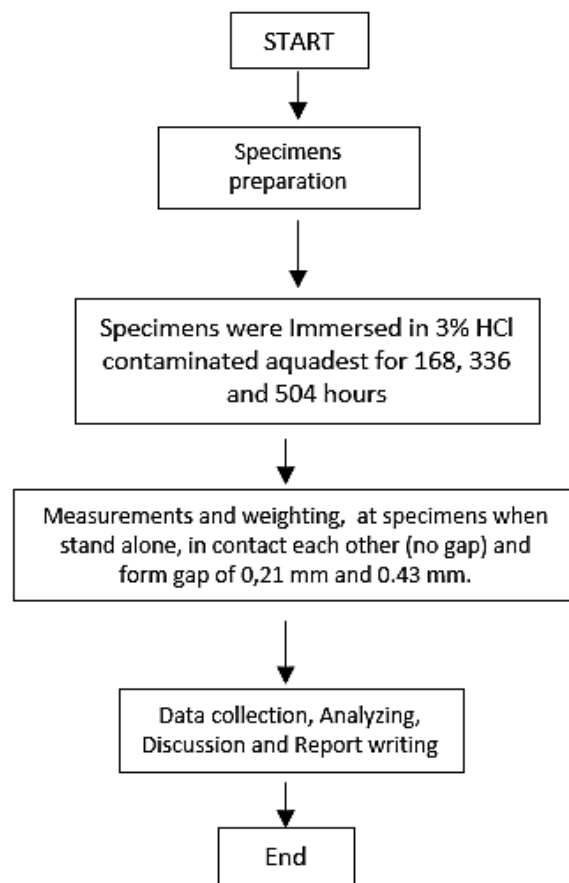 START
Specimens
preparation
Specimens were Immersed in 3% HCl
contaminated aquadest for 168, 336
and 504 hours
Measurements and weighting, at specimens when
stand alone, in contact each other (no gap) and
form gap of 0,21 mm and 0.43 mm.
Data collection, Analyzing,
Discussion and Report writing
End